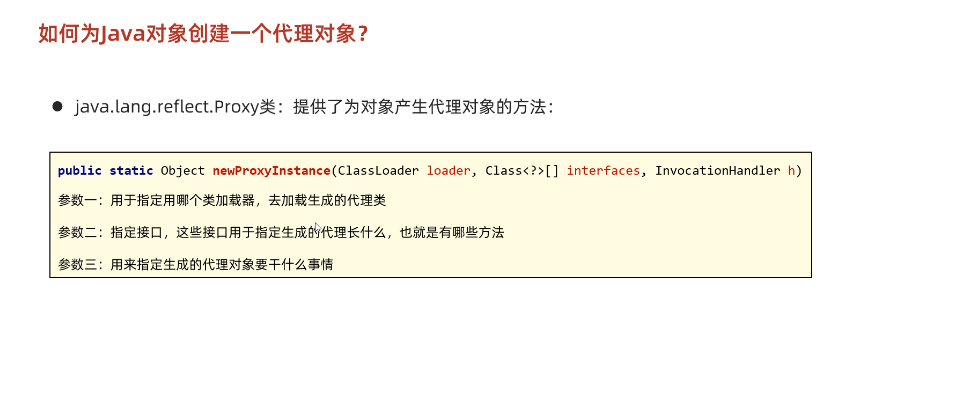 如何为Java对象创建一个代理对象?
● java.lang.reflect.Proxy类：提供了为对象产生代理对象的方法：
public static Object newProxyInstance(ClassLoader loader, Class<?>[] interfaces, InvocationHandler h)
参数一：用于指定用哪个类加载器，去加载生成的代理类
参数二：指定接口，这些接口用于指定生成的代理长什么，也就是有哪些方法
参数三：用来指定生成的代理对象要干什么事情